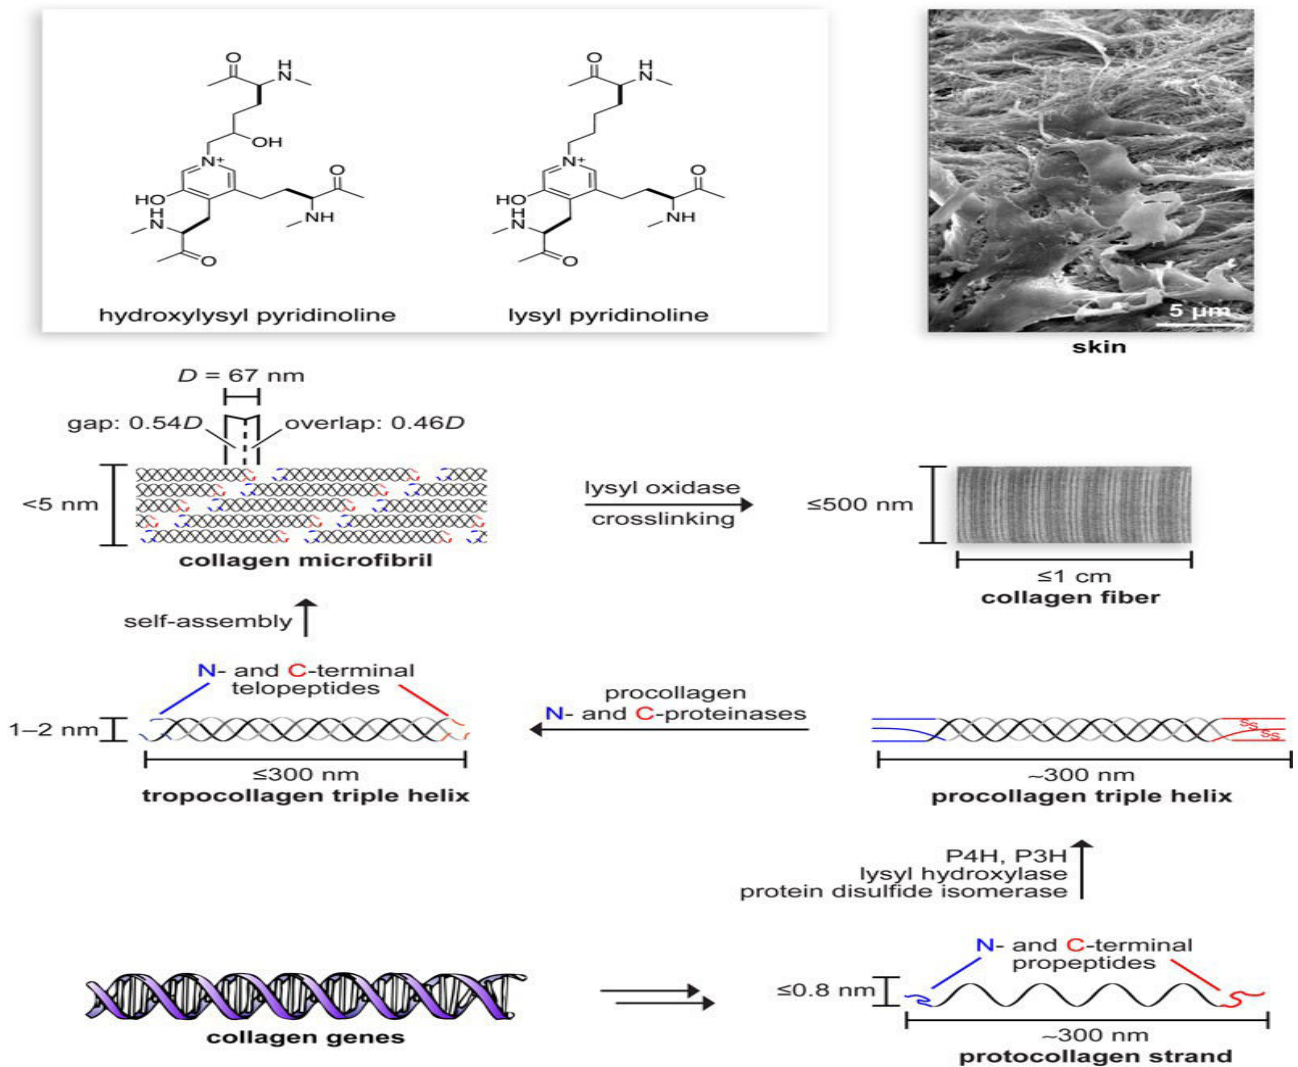 O
H
N
OH
N+
HO
H
N
O
NH
O
hydroxylysyl pyridinoline
O
H
N
N+
HO
H
N
O
NH
O
lysyl pyridinoline
5 µm
skin
D = 67 nm
gap: 0.54D
overlap: 0.46D
<5 nm
collagen microfibril
lysyl oxidase
crosslinking
≤500 nm
≤1 cm
collagen fiber
self-assembly
N- and C-terminal
telopeptides
1–2 nm
≤300 nm
tropocollagen triple helix
procollagen
N- and C-proteinases
SS
SS
~300 nm
procollagen triple helix
P4H, P3H
lysyl hydroxylase
protein disulfide isomerase
N- and C-terminal
propeptides
≤0.8 nm
~300 nm
protocollagen strand
collagen genes